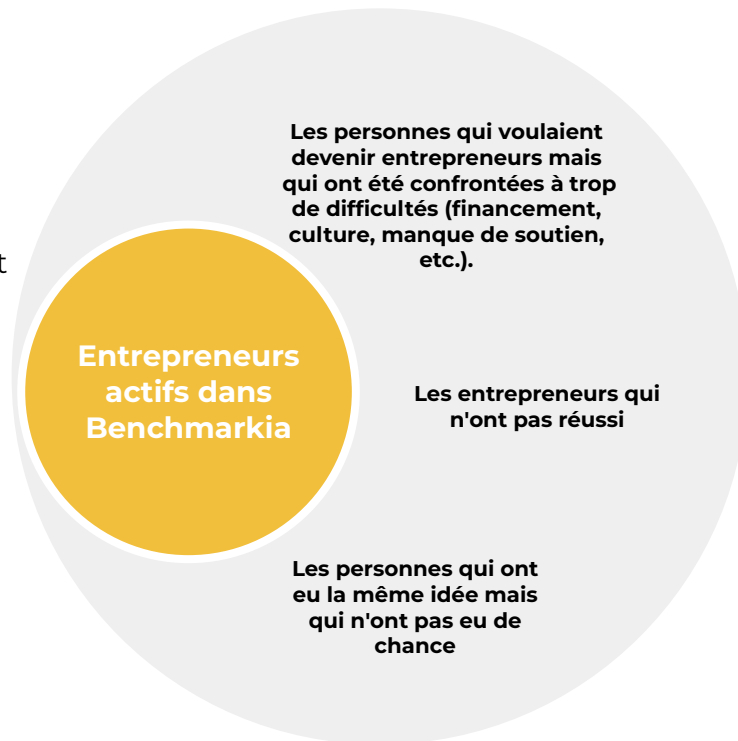 Les personnes qui voulaient
devenir entrepreneurs mais
qui ont été confrontées à trop
de difficultés (financement,
culture, manque de soutien,
etc.).
t
Entrepreneurs
actifs dans
Benchmarkia
Les entrepreneurs qui
n'ont pas réussi
Les personnes qui ont
eu la même idée mais
qui n'ont pas eu de
chance